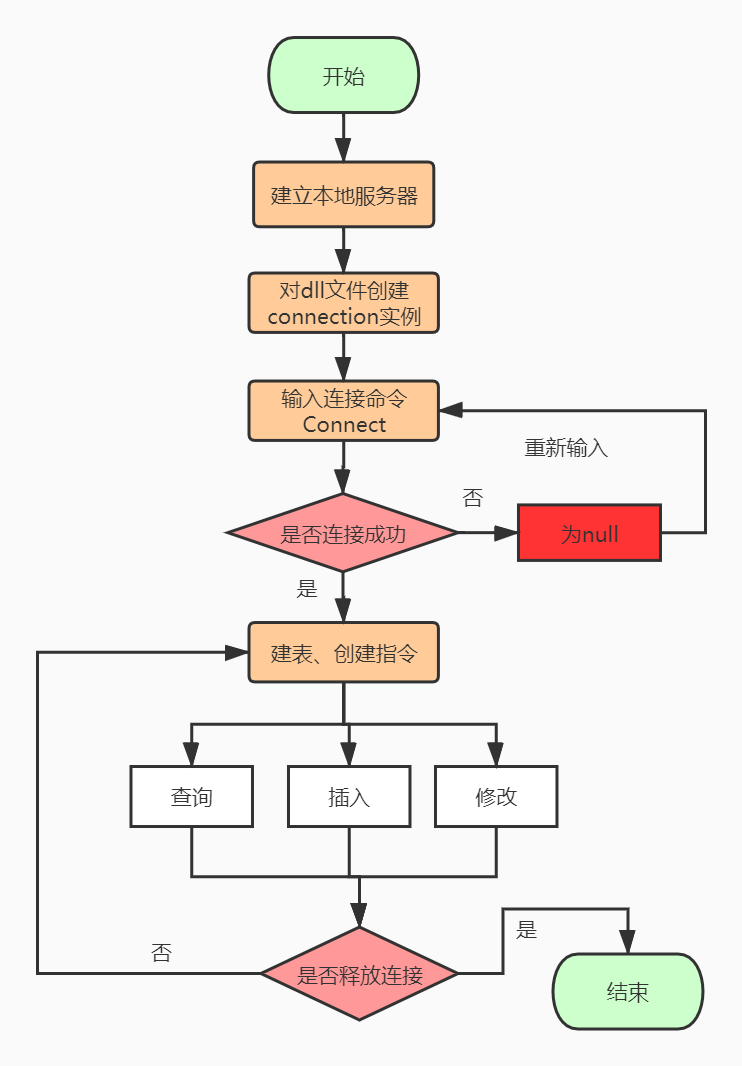 开始
建立本地服务器
对dll文件创建
connection实例
输入连接命令
Connect
重新输入
否
是否连接成功
为null
是
建表、创建指令
查询
插入
修改
是
否
是否释放连接
结束